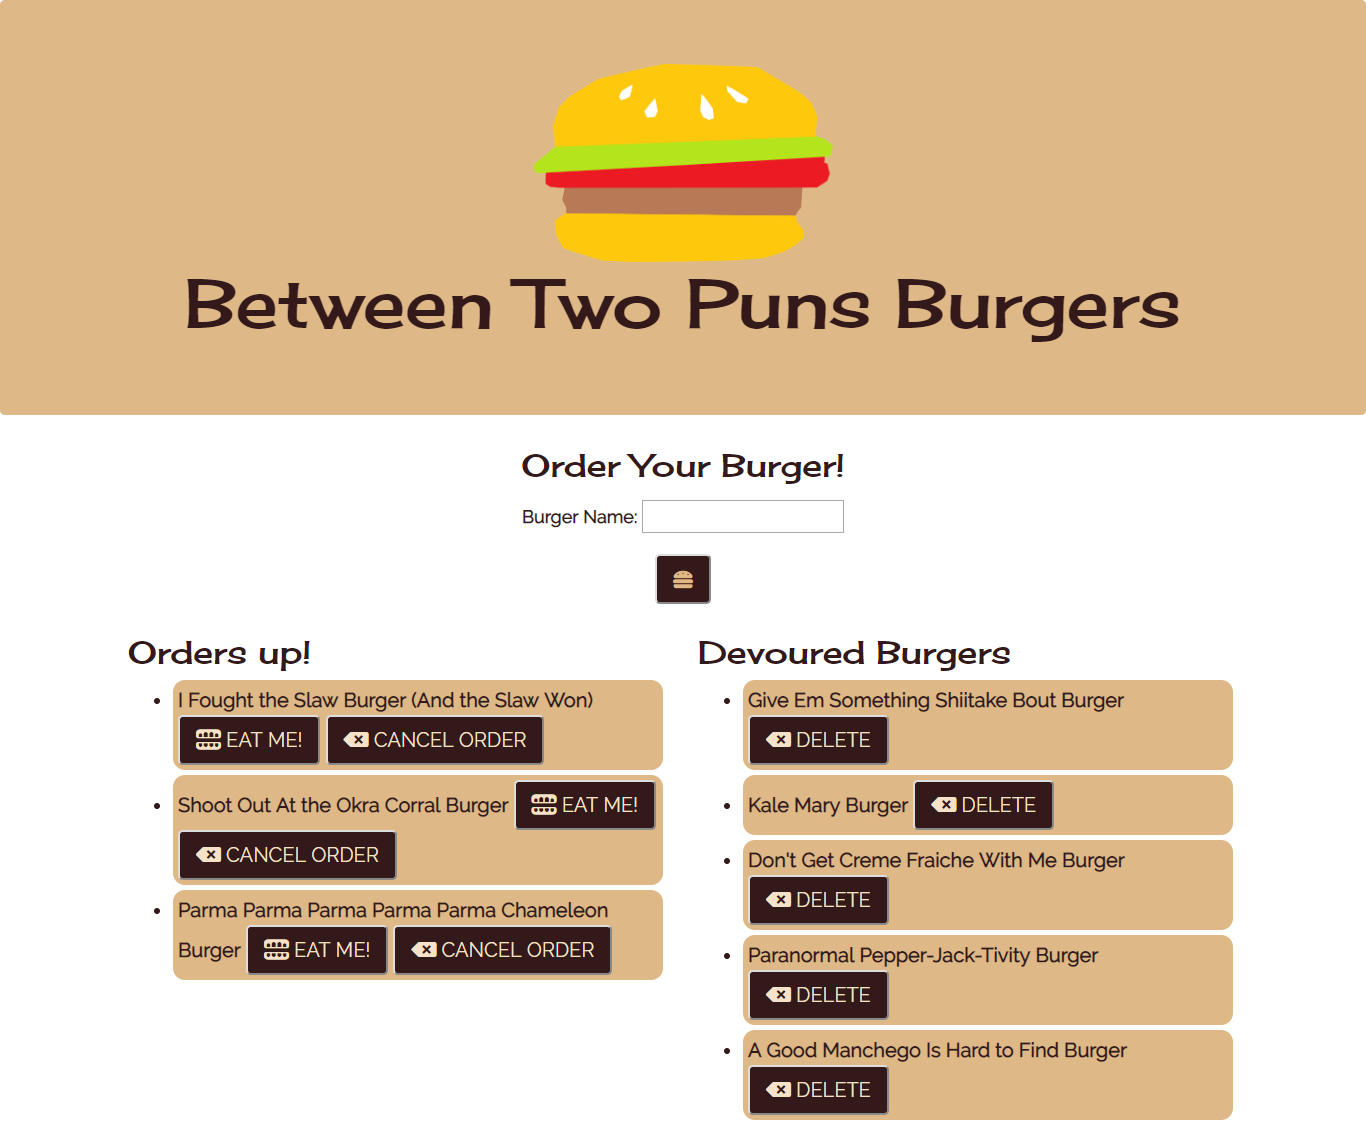 Between Two Puns Burgers
Order Your Burger!
Burger Name:
Orders up!
I Fought the Slaw Burger (And the Slaw Won)
EAT ME! CANCEL ORDER
Shoot Out At the Okra Corral Burger EAT ME!
CANCEL ORDER
Parma Parma Parma Parma Parma Chameleon
Burger EAT ME! CANCEL ORDER
Devoured Burgers
Give Em Something Shiitake Bout Burger
DELETE
Kale Mary Burger DELETE
Don't Get Creme Fraiche With Me Burger
DELETE
Paranormal Pepper-Jack-Tivity Burger
DELETE
A Good Manchego Is Hard to Find Burger
DELETE